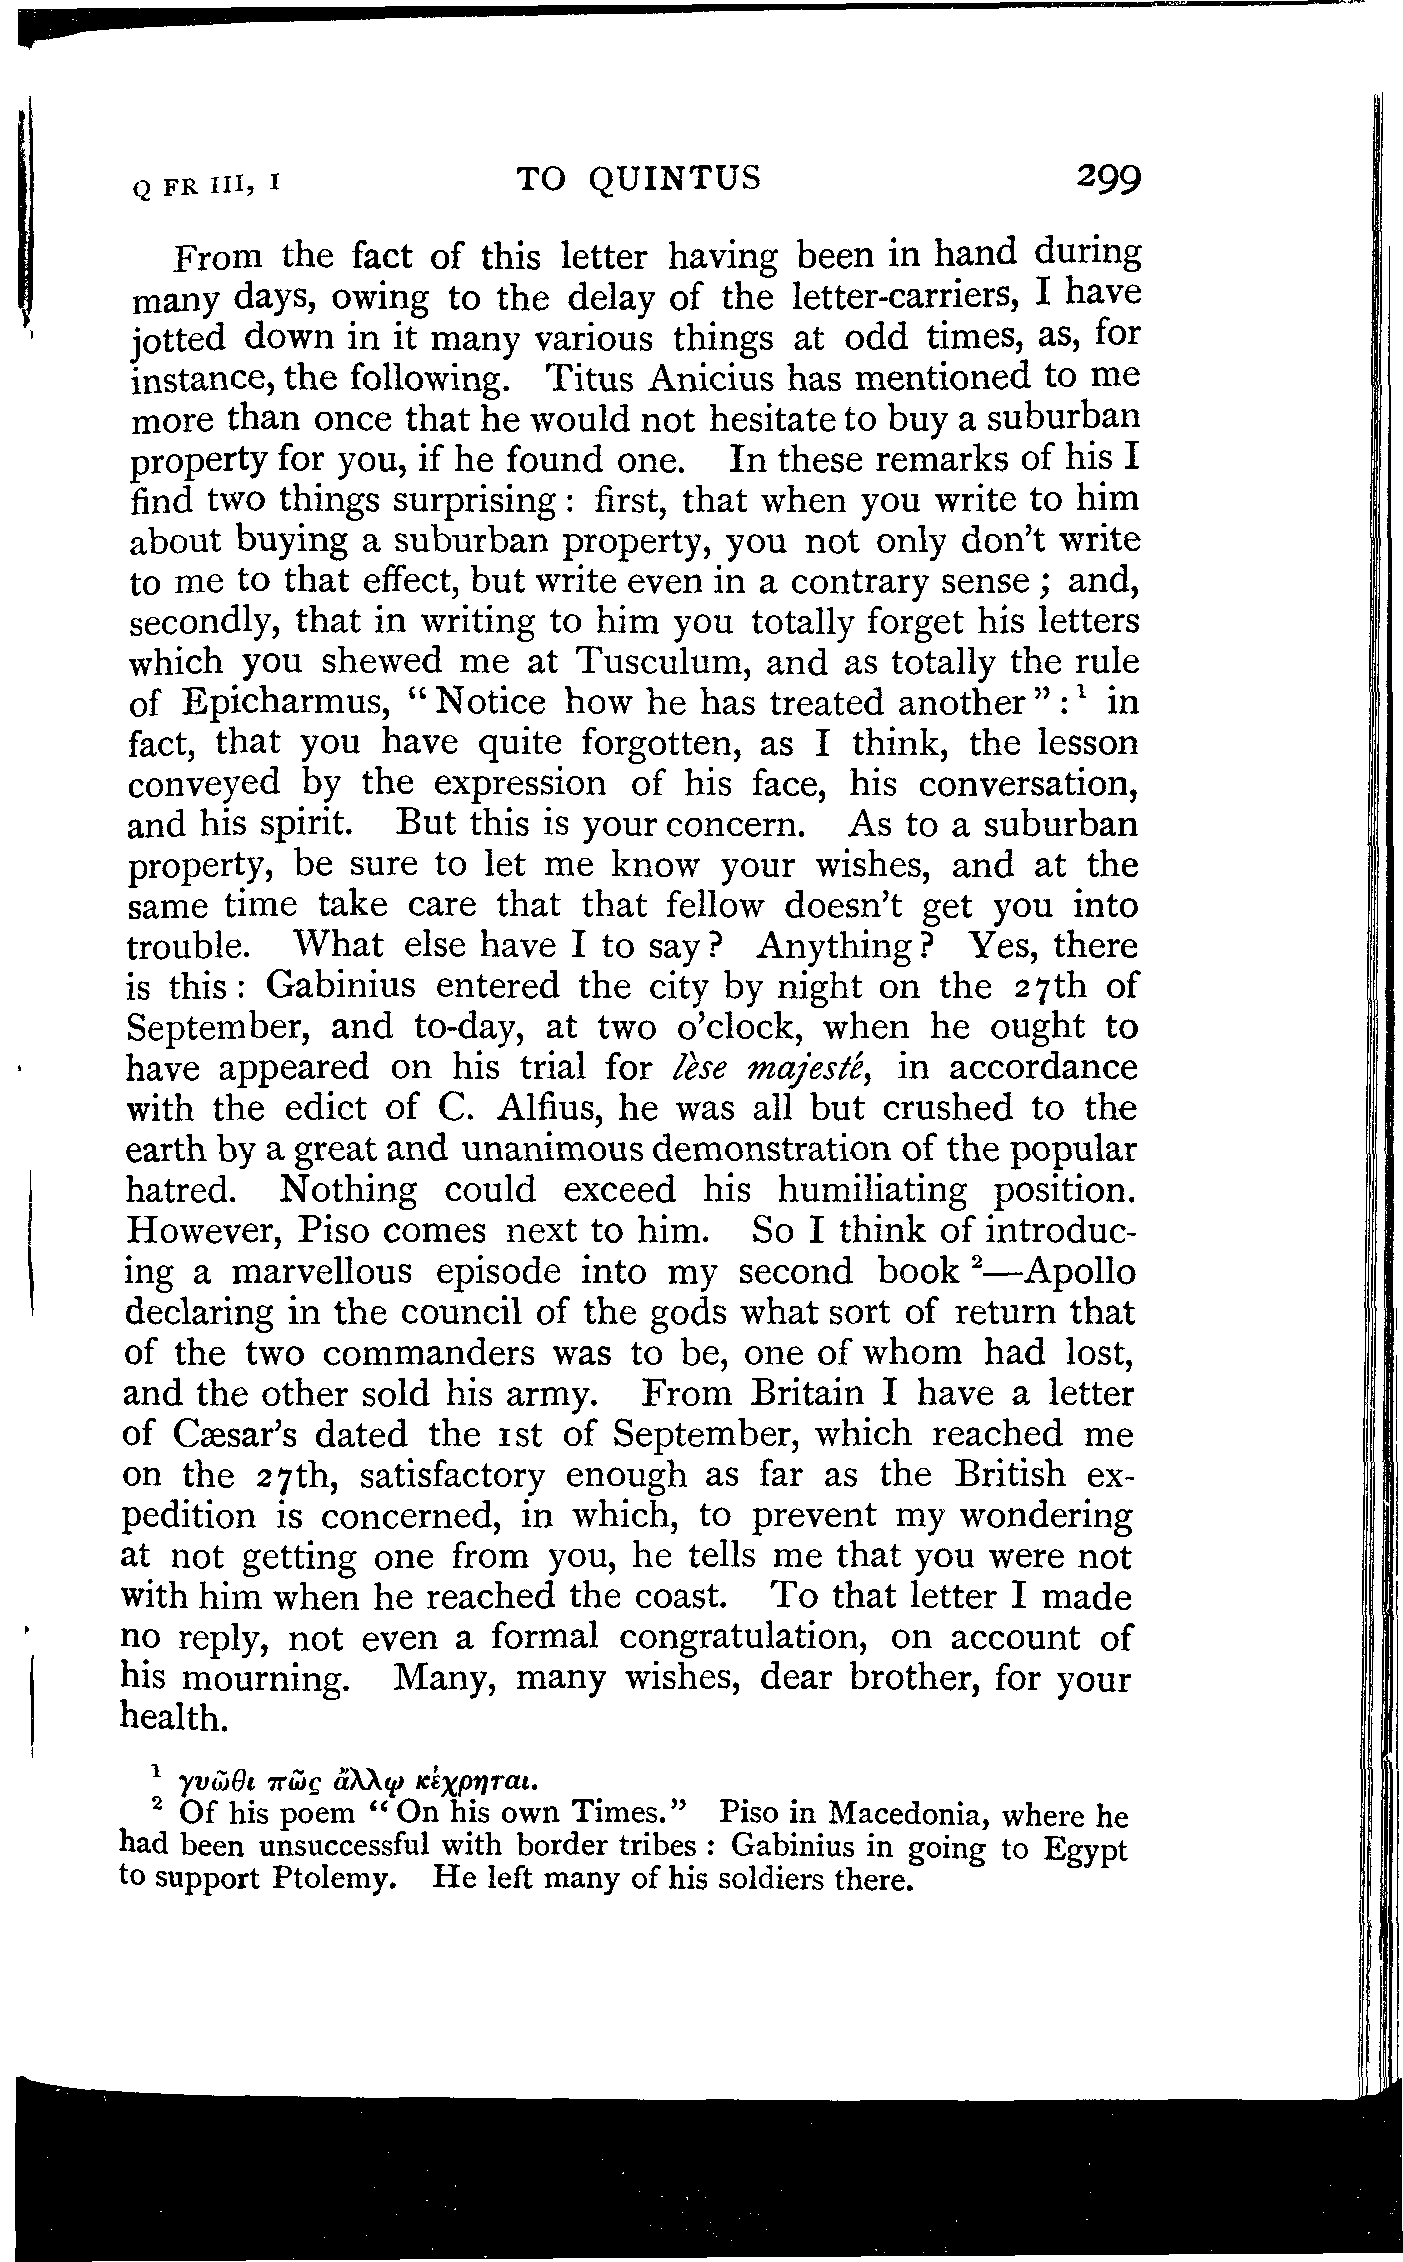 Q FR III, I TO QUINTUS 299
From the fact of this letter having been in hand during
many days, owing to the delay of the letter-carriers, I have
jotted down in it many various things at odd times, as, for
instance, the following. Titus Anicius has mentioned to me
more than once that he would not hesitate to buy a suburban
property for you, if he found one. In these remarks of his I
find two things surprising : first, that when you write to him
about buying a suburban property, you not only don't write
to me to that effect, but write even in a contrary sense ; and,
secondly, that in writing to him you totally forget his letters
which you shewed me at Tusculum, and as totally the rule
of Epicharmus, “Notice how he has treated another” :¹ in
fact, that you have quite forgotten, as I think, the lesson
conveyed by the expression of his face, his conversation,
and his spirit. But this is your concern. As to a suburban
property, be sure to let me know your wishes, and at the
same time take care that that fellow doesn't get you into
trouble. What else have I to say? Anything? Yes, there
is this : Gabinius entered the city by night on the 27th of
September, and to-day, at two o'clock, when he ought to
have appeared on his trial for lèse majesté, in accordance
with the edict of C. Alfius, he was all but crushed to the
earth by a great and unanimous demonstration of the popular
hatred. Nothing could exceed his humiliating position.
However, Piso comes next to him. So I think of introduc-
ing a marvellous episode into my second book ²—Apollo
declaring in the council of the gods what sort of return that
of the two commanders was to be, one of whom had lost,
and the other sold his army. From Britain I have a letter
of Cæsar's dated the 1st of September, which reached me
on the 27th, satisfactory enough as far as the British ex-
pedition is concerned, in which, to prevent my wondering
at not getting one from you, he tells me that you were not
with him when he reached the coast. To that letter I made
no reply, not even a formal congratulation, on account of
his mourning. Many, many wishes, dear brother, for your
health.
¹ γνῶθι πῶς ἄλλῳ κέχρηται.
² Of his poem “On his own Times.” Piso in Macedonia, where he
had been unsuccessful with border tribes : Gabinius in going to Egypt
to support Ptolemy. He left many of his soldiers there.